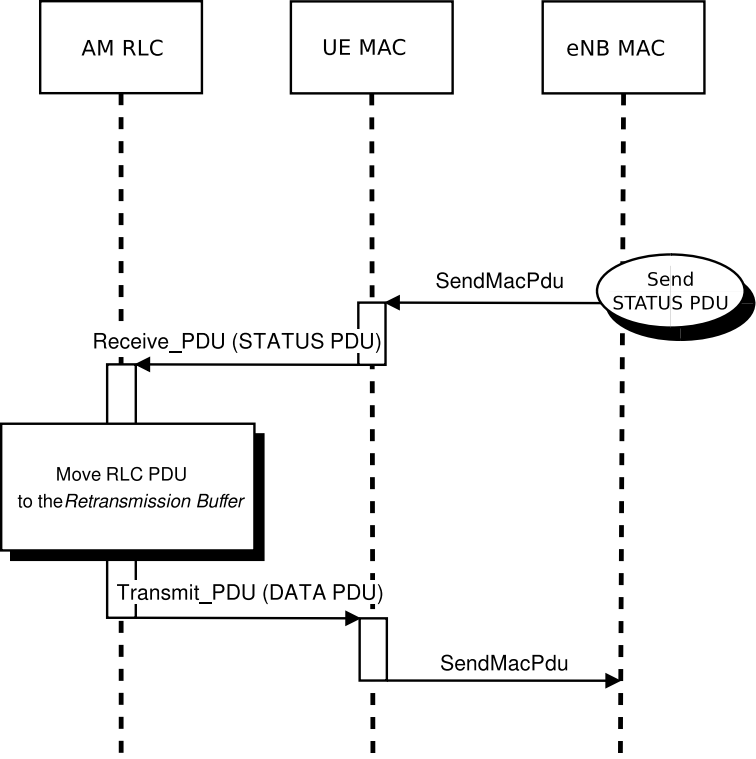 AM RLC
UE MAC
eNB MAC
SendMacPdu
Send
STATUS PDU
Receive_PDU (STATUS PDU)
Move RLC PDU
to theRetransmission Buffer
Transmit_PDU (DATA PDU)
SendMacPdu